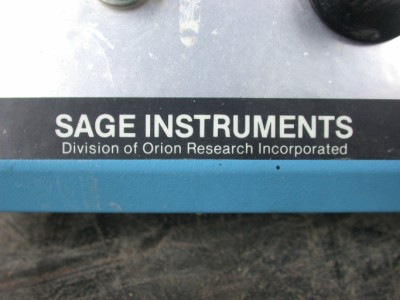 SAGE INSTRUMENTS
Division of Orion Research Incorporated